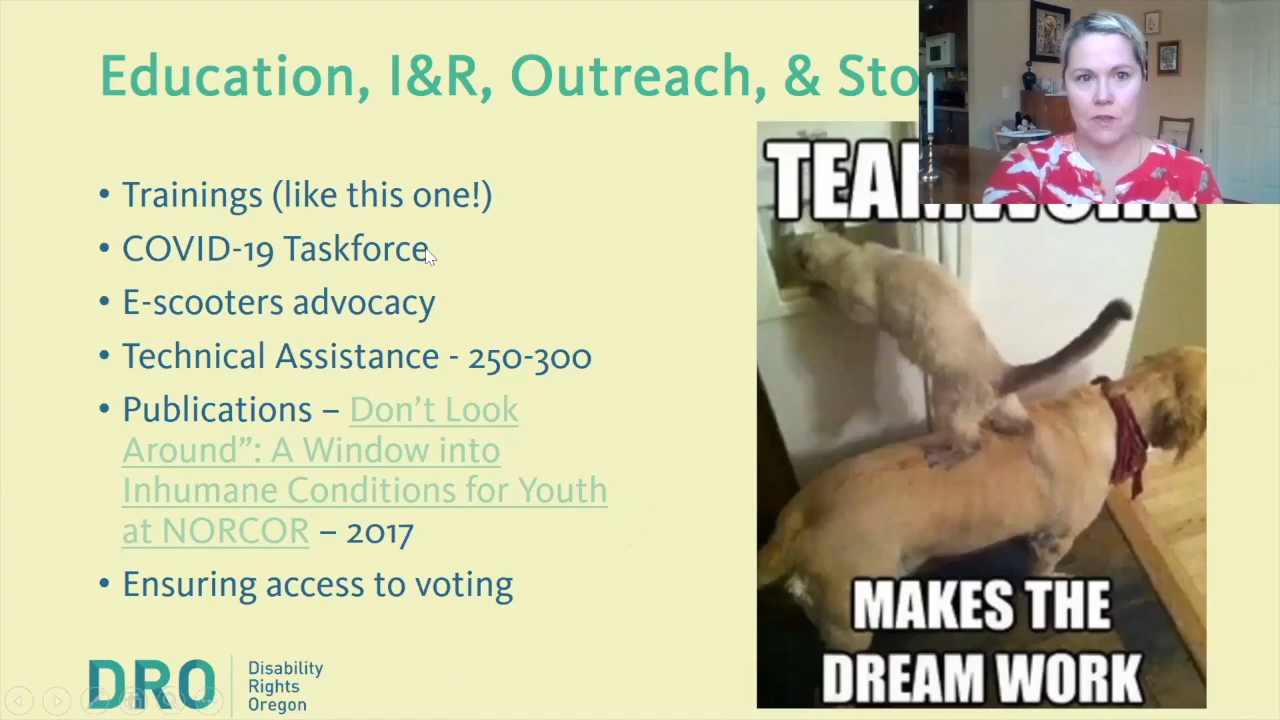 Education, I&R, Outreach, & Sto
• Trainings (like this one!)
• COVID-19 Taskforce
• E-scooters advocacy
• Technical Assistance - 250-300
• Publications – Don’t Look
Around”: A Window into
Inhumane Conditions for Youth
at NORCOR – 2017
• Ensuring access to voting
TEAMWORK
MAKES THE
DREAM WORK
DRO
Disability
Rights
Oregon